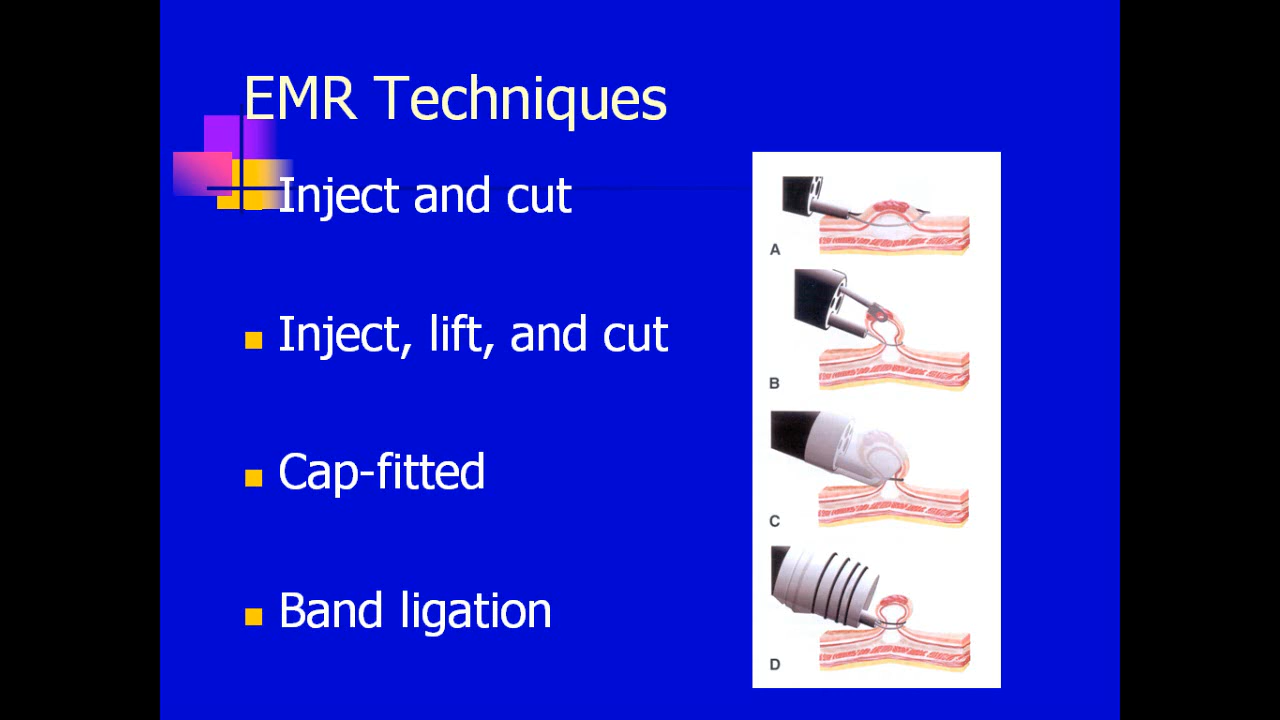 EMR Techniques
Inject and cut
Inject, lift, and cut
Cap-fitted
Band ligation
A
B
C
D